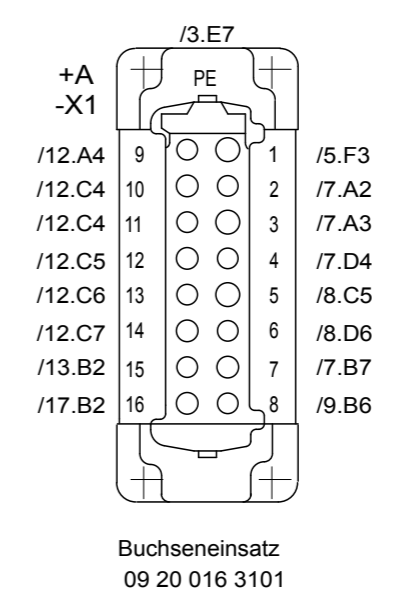 /3.E7
+A
-X1
PE
/12.A4 9 1 /5.F3
/12.C4 10 2 /7.A2
/12.C4 11 3 /7.A3
/12.C5 12 4 /7.D4
/12.C6 13 5 /8.C5
/12.C7 14 6 /8.D6
/13.B2 15 7 /7.B7
/17.B2 16 8 /9.B6
Buchseneinsatz
09 20 016 3101